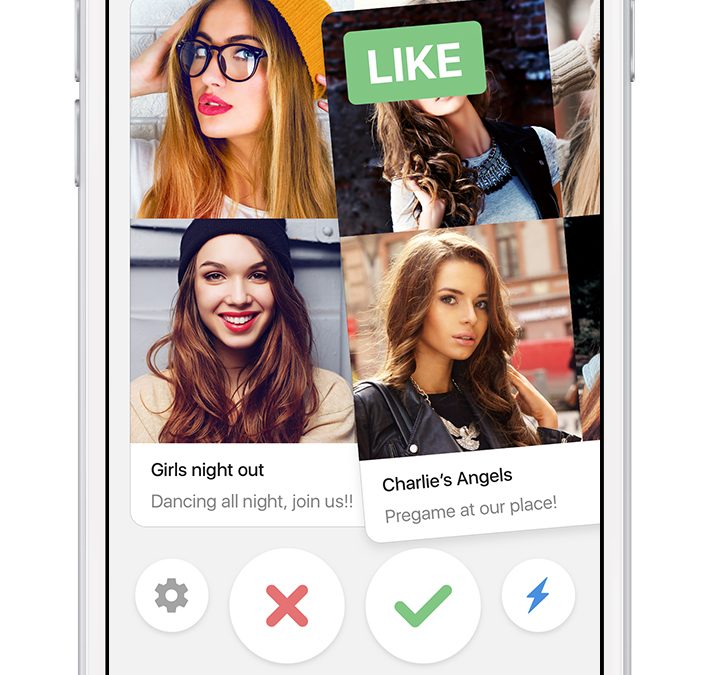 LIKE
Girls night out
Dancing all night, join us!!
Charlie's Angels
Pregame at our place!